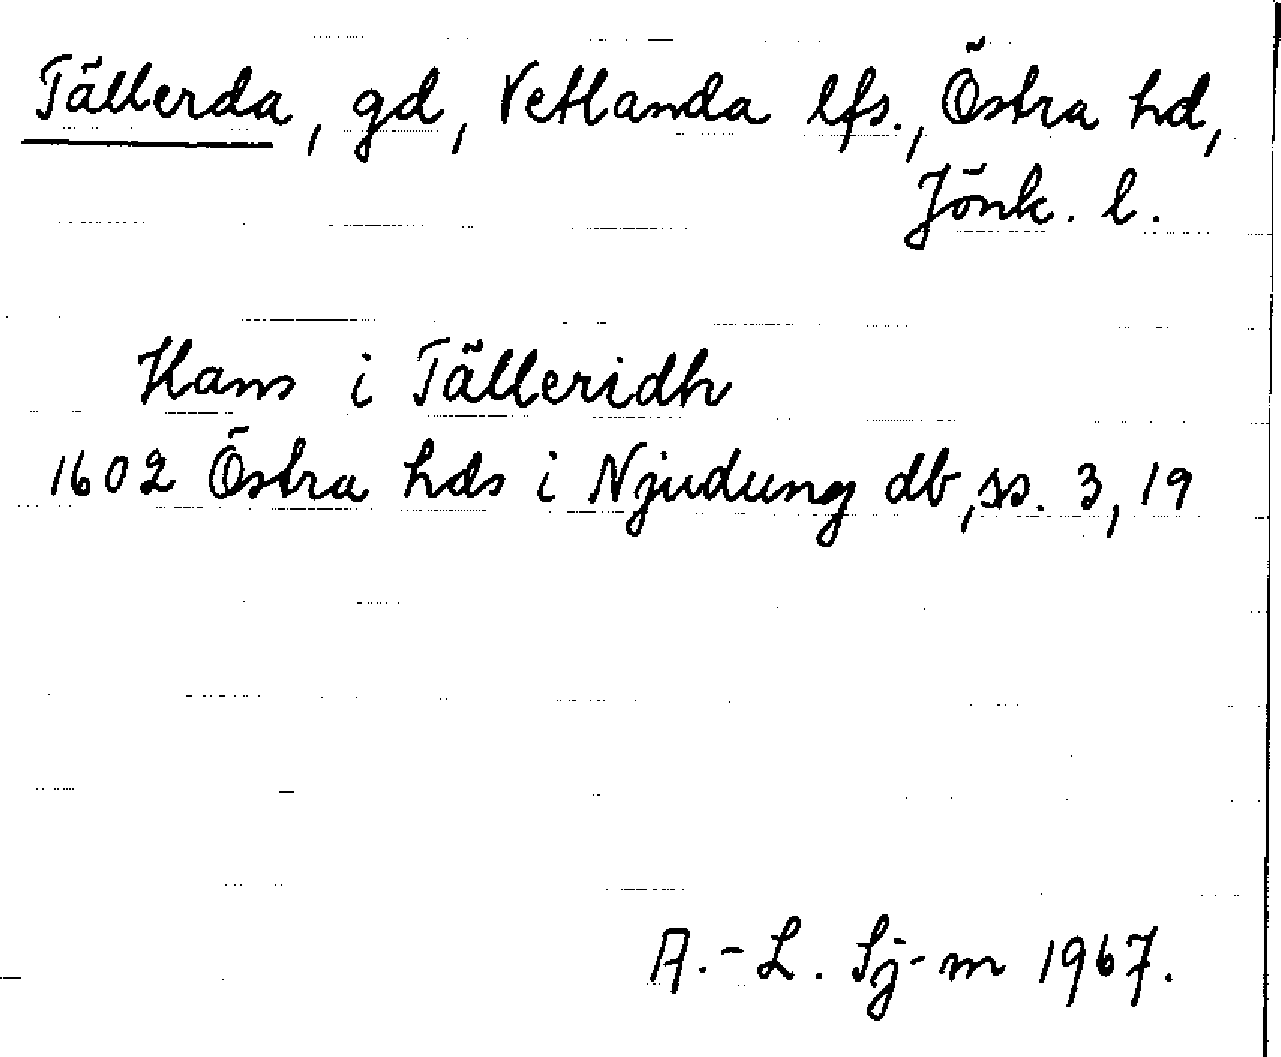 Tällerda, gd, Vetlanda lfs., Östra hd,
Jönk. l.
Hans i Tälleridh
1602 Östra hds i Njudung db, ss. 3, 19
A.-L. Sj-m 1967.